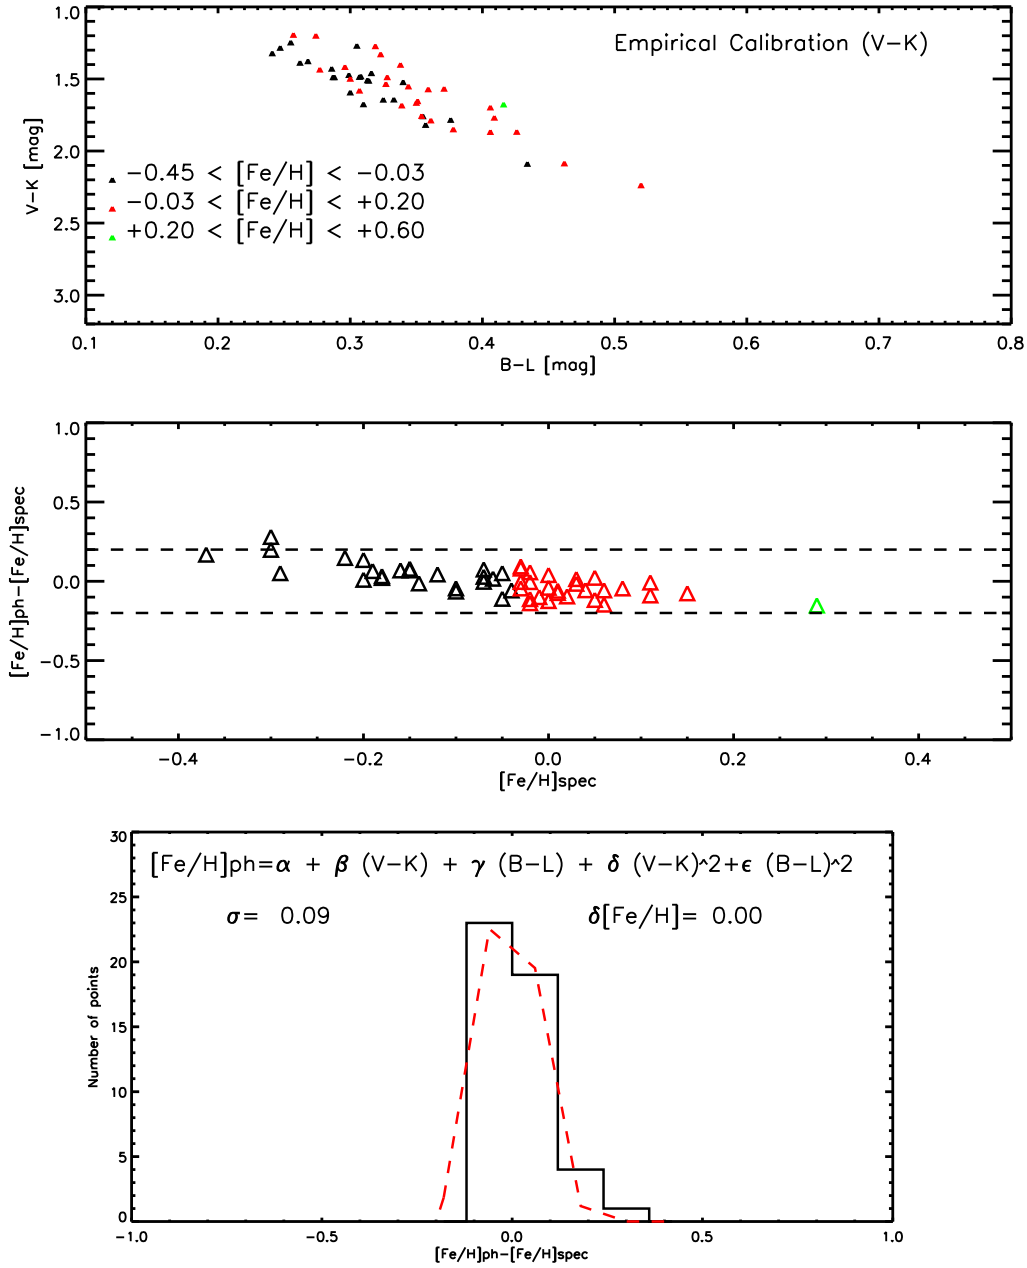 Empirical Calibration (V−K)
1.0
1.5
2.0
2.5
3.0
V−K [mag]
−0.45 < [Fe/H] < −0.03
−0.03 < [Fe/H] < +0.20
+0.20 < [Fe/H] < +0.60
0.1 0.2 0.3 0.4 0.5 0.6 0.7 0.8
B−L [mag]
1.0
0.5
0.0
−0.5
−1.0
[Fe/H]ph−[Fe/H]spec
−0.4 −0.2 0.0 0.2 0.4
[Fe/H]spec
30
25
20
15
10
5
0
Number of points
[Fe/H]ph=α + β (V−K) + γ (B−L) + δ (V−K)^2+ϵ (B−L)^2
σ= 0.09 δ[Fe/H]= 0.00
−1.0 −0.5 0.0 0.5 1.0
[Fe/H]ph−[Fe/H]spec